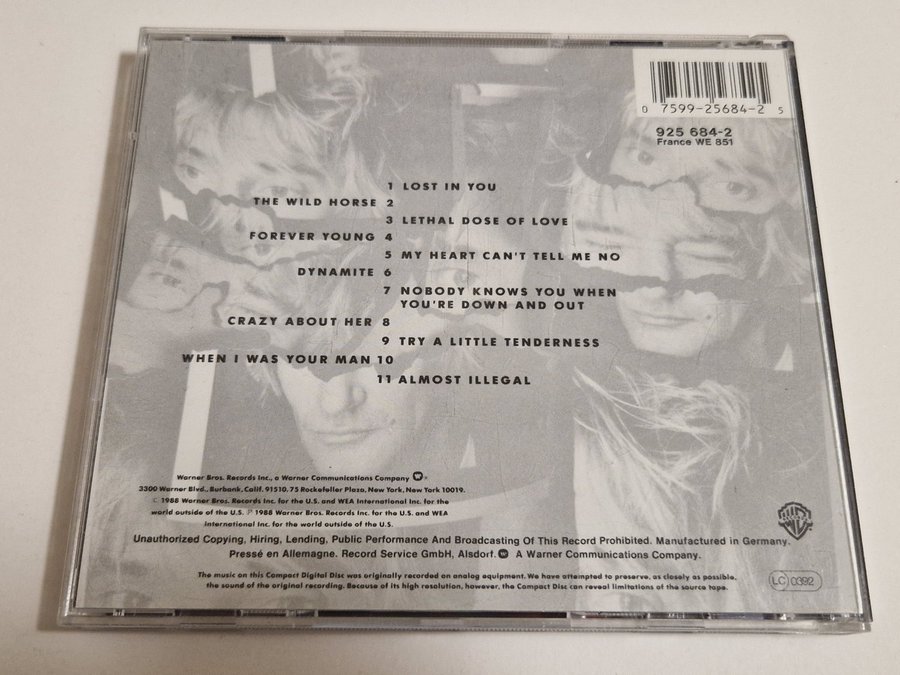 0 7599-25684-2 5
925 684-2
France WE 851
1 LOST IN YOU
THE WILD HORSE 2
3 LETHAL DOSE OF LOVE
FOREVER YOUNG 4
5 MY HEART CAN'T TELL ME NO
DYNAMITE 6
7 NOBODY KNOWS YOU WHEN
YOU'RE DOWN AND OUT
CRAZY ABOUT HER 8
9 TRY A LITTLE TENDERNESS
WHEN I WAS YOUR MAN 10
11 ALMOST ILLEGAL
Warner Bros. Records Inc., a Warner Communications Company
3300 Warner Blvd., Burbank, Calif. 91510. 75 Rockefeller Plaza, New York, New York 10019.
© 1988 Warner Bros. Records Inc. for the U.S. and WEA International Inc. for the
world outside of the U.S. ℗ 1988 Warner Bros. Records Inc. for the U.S. and WEA
International Inc. for the world outside of the U.S.
Unauthorized Copying, Hiring, Lending, Public Performance And Broadcasting Of This Record Prohibited. Manufactured in Germany.
Pressé en Allemagne. Record Service GmbH, Alsdorf. A Warner Communications Company.
The music on this Compact Digital Disc was originally recorded on analog equipment. We have attempted to preserve, as closely as possible,
the sound of the original recording. Because of its high resolution, however, the Compact Disc can reveal limitations of the source tape.
LC 0392